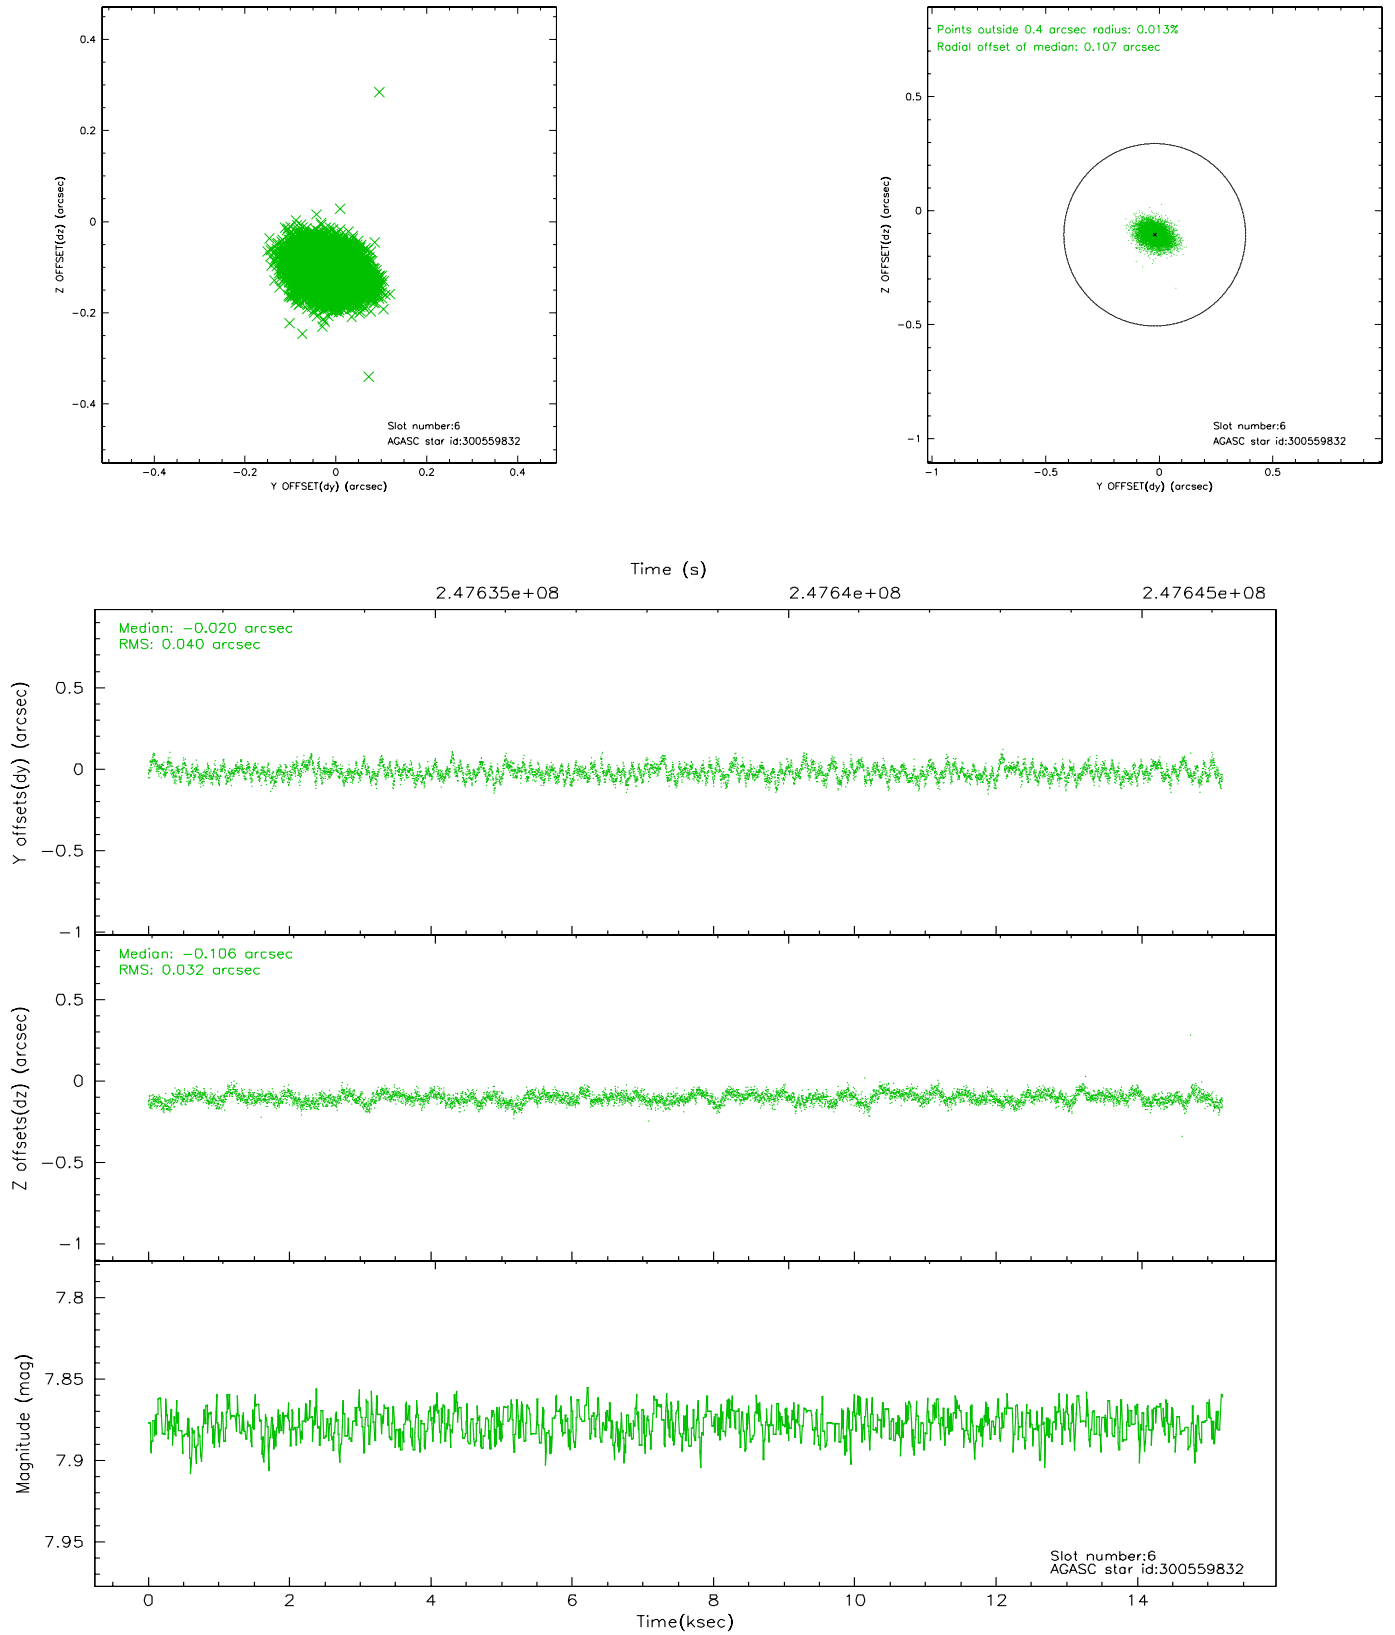 0.4
0.2
0
−0.2
−0.4
−0.4
−0.2
0
0.2
0.4
Z OFFSET(dz) (arcsec)
Y OFFSET(dy) (arcsec)
Slot number:6
AGASC star id:300559832
Points outside 0.4 arcsec radius: 0.013%
Radial offset of median: 0.107 arcsec
0.5
0
−0.5
−1
−1
−0.5
0
0.5
Z OFFSET(dz) (arcsec)
Y OFFSET(dy) (arcsec)
Slot number:6
AGASC star id:300559832
Time (s)
2.47635e+08
2.4764e+08
2.47645e+08
Median: −0.020 arcsec
RMS: 0.040 arcsec
0.5
0
−0.5
−1
Y offsets(dy) (arcsec)
Median: −0.106 arcsec
RMS: 0.032 arcsec
0.5
0
−0.5
−1
Z offsets(dz) (arcsec)
7.8
7.85
7.9
7.95
Magnitude (mag)
Slot number:6
AGASC star id:300559832
0
2
4
6
8
10
12
14
Time(ksec)